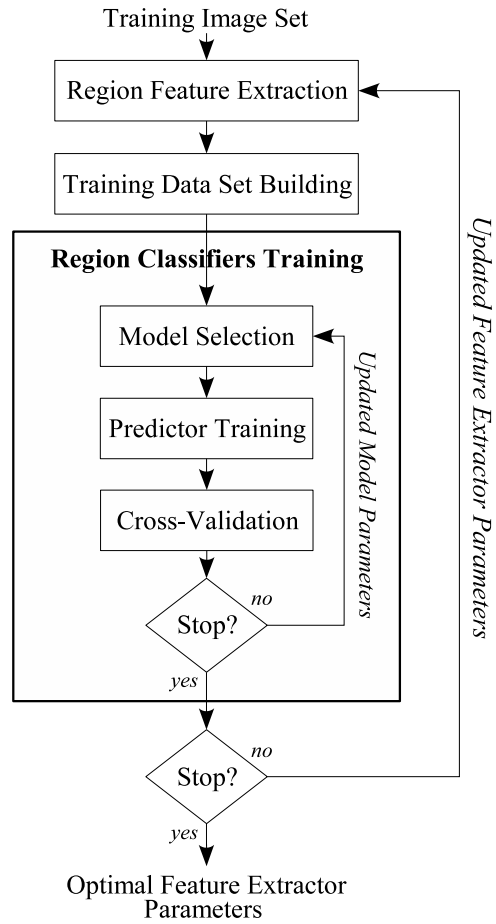 Training Image Set
Region Feature Extraction
Training Data Set Building
Region Classifiers Training
Model Selection
Predictor Training
Cross-Validation
Stop?
no
yes
Updated Model Parameters
Stop?
no
yes
Updated Feature Extractor Parameters
Optimal Feature Extractor
Parameters